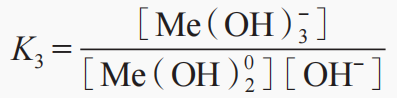 K₃ = [Me(OH)₃⁻] / [Me(OH)₂⁰][OH⁻]